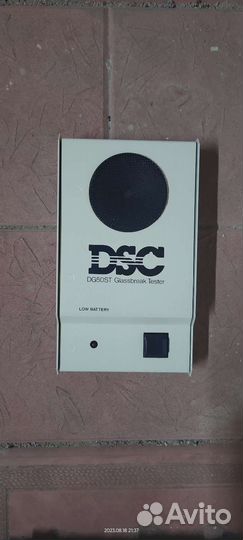 DSC
DG50ST Glassbreak Tester
LOW BATTERY
2023.08.18 21:37
Avito